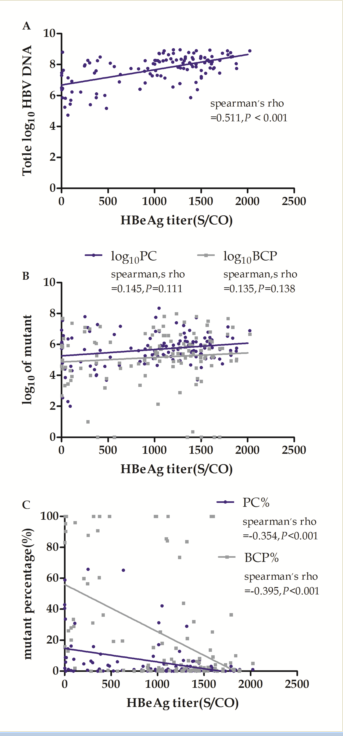 A
10
8
6
4
2
0
Totle log10 HBV DNA
spearman's rho
=0.511,P < 0.001
0 500 1000 1500 2000 2500
HBeAg titer(S/CO)
log10PC log10BCP
spearman,s rho spearman,s rho
=0.145,P=0.111 =0.135,P=0.138
B
10
8
6
4
2
0
log10 of mutant
0 500 1000 1500 2000 2500
HBeAg titer(S/CO)
C
PC%
spearman's rho
=-0.354,P<0.001
BCP%
spearman's rho
=-0.395,P<0.001
100
80
60
40
20
0
mutant percentage(%)
0 500 1000 1500 2000 2500
HBeAg titer(S/CO)